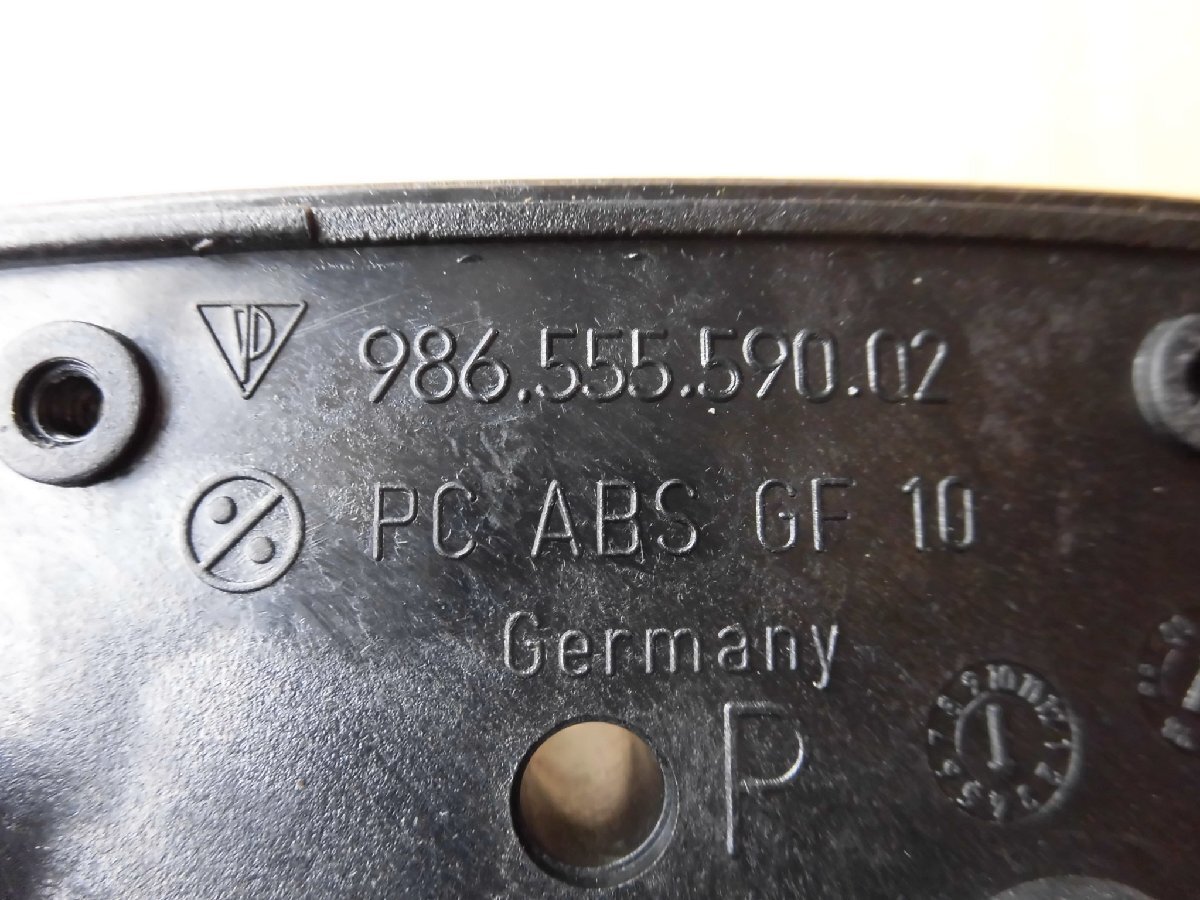 986.555.590.02
PC ABS GF 10
Germany
P